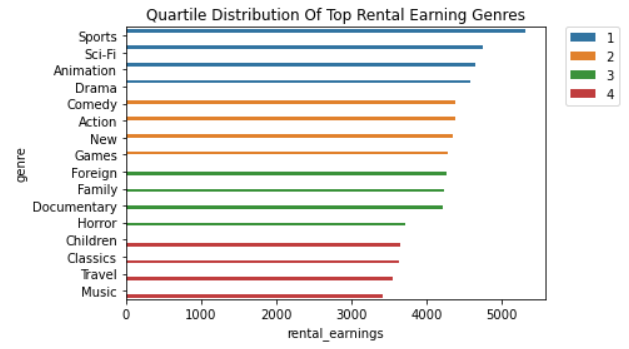 Quartile Distribution Of Top Rental Earning Genres
Sports
Sci-Fi
Animation
Drama
Comedy
Action
New
Games
Foreign
Family
Documentary
Horror
Children
Classics
Travel
Music
genre
0 1000 2000 3000 4000 5000
rental_earnings
1
2
3
4